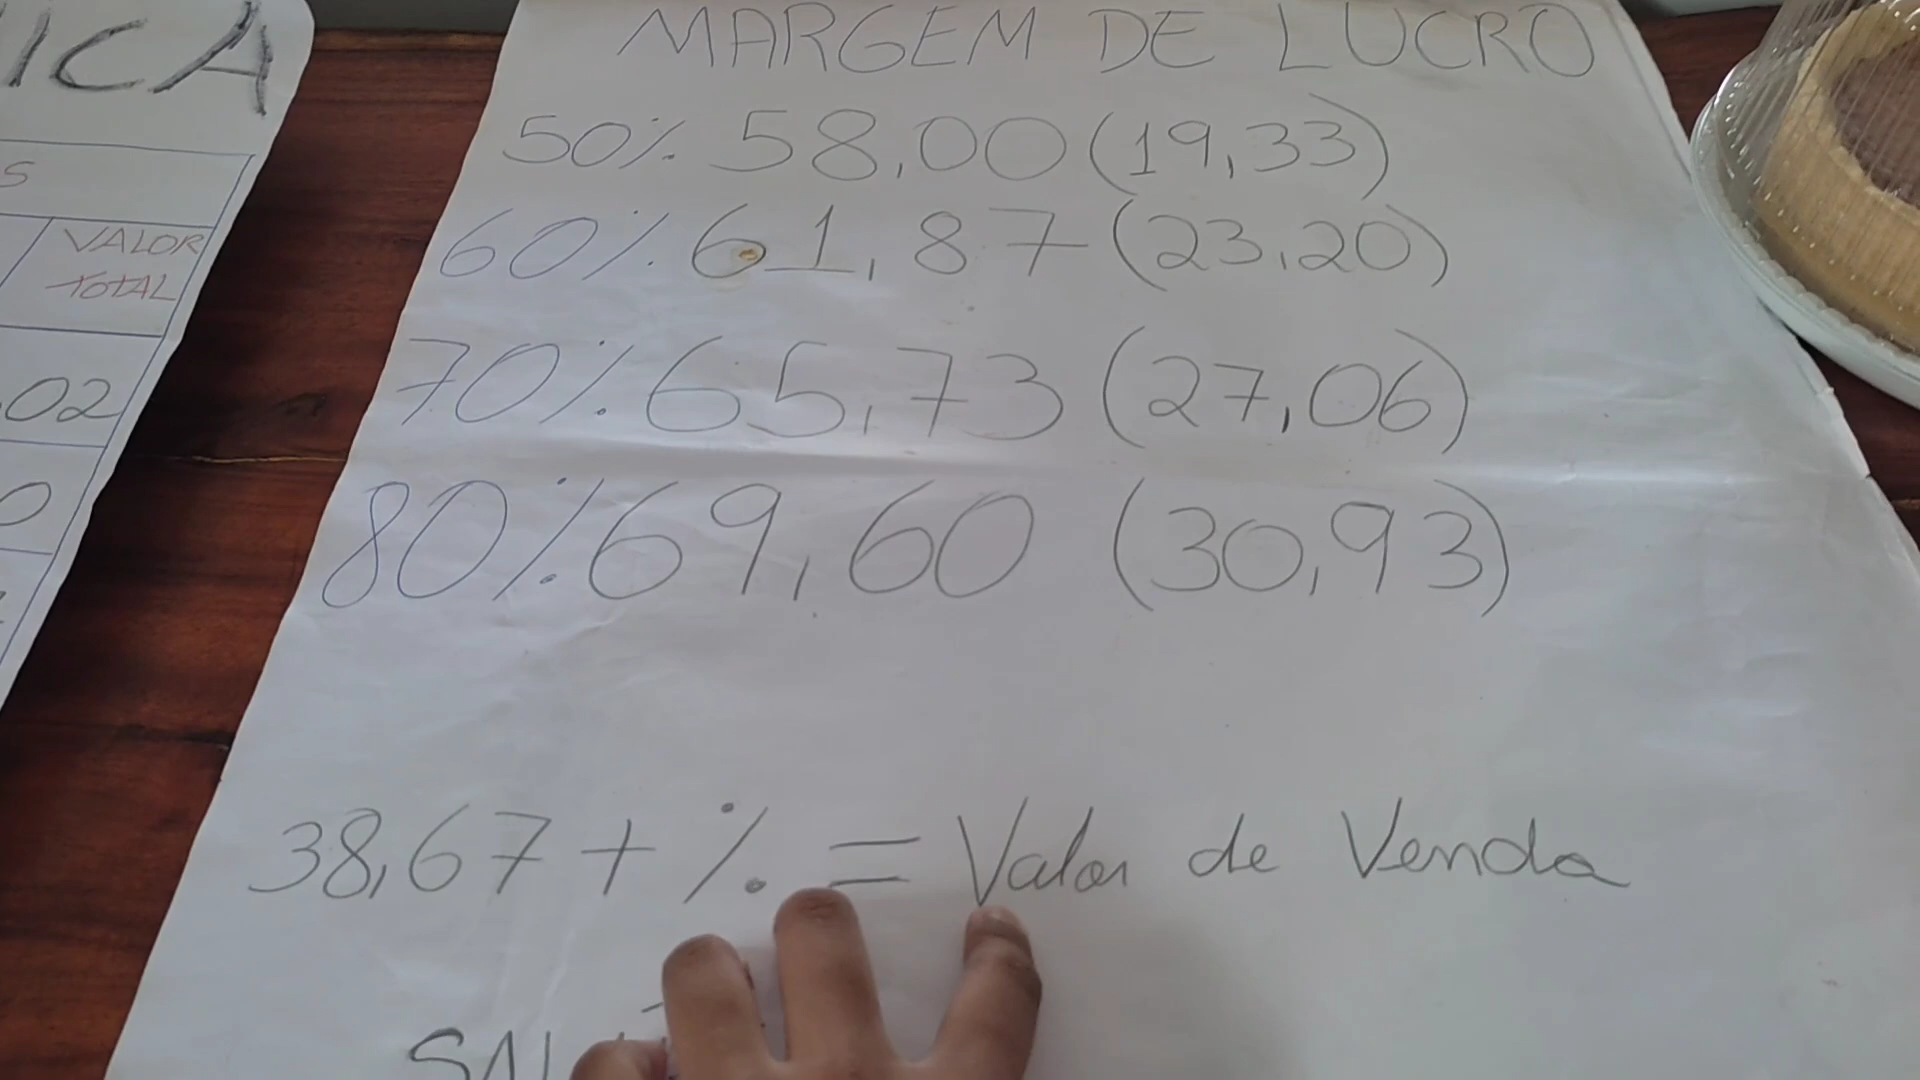 MARGEM DE LUCRO
50% 58,00 (19,33)
60% 61,87 (23,20)
70% 65,73 (27,06)
80% 69,60 (30,93)
38,67 + % = Valor de Venda
ICA
S
VALOR
TOTAL
,02
0